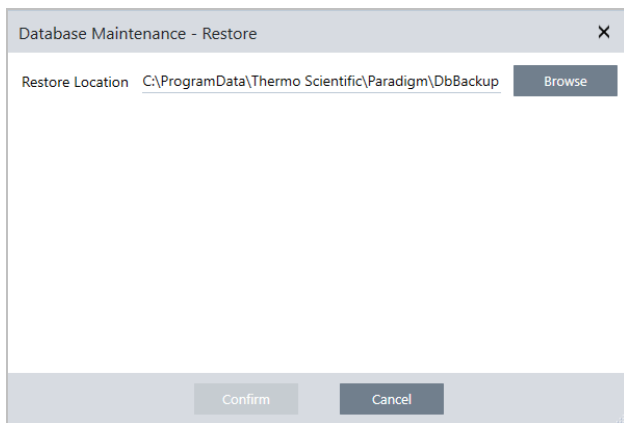 Database Maintenance - Restore
Restore Location C:\ProgramData\Thermo Scientific\Paradigm\DbBackup Browse
Confirm Cancel